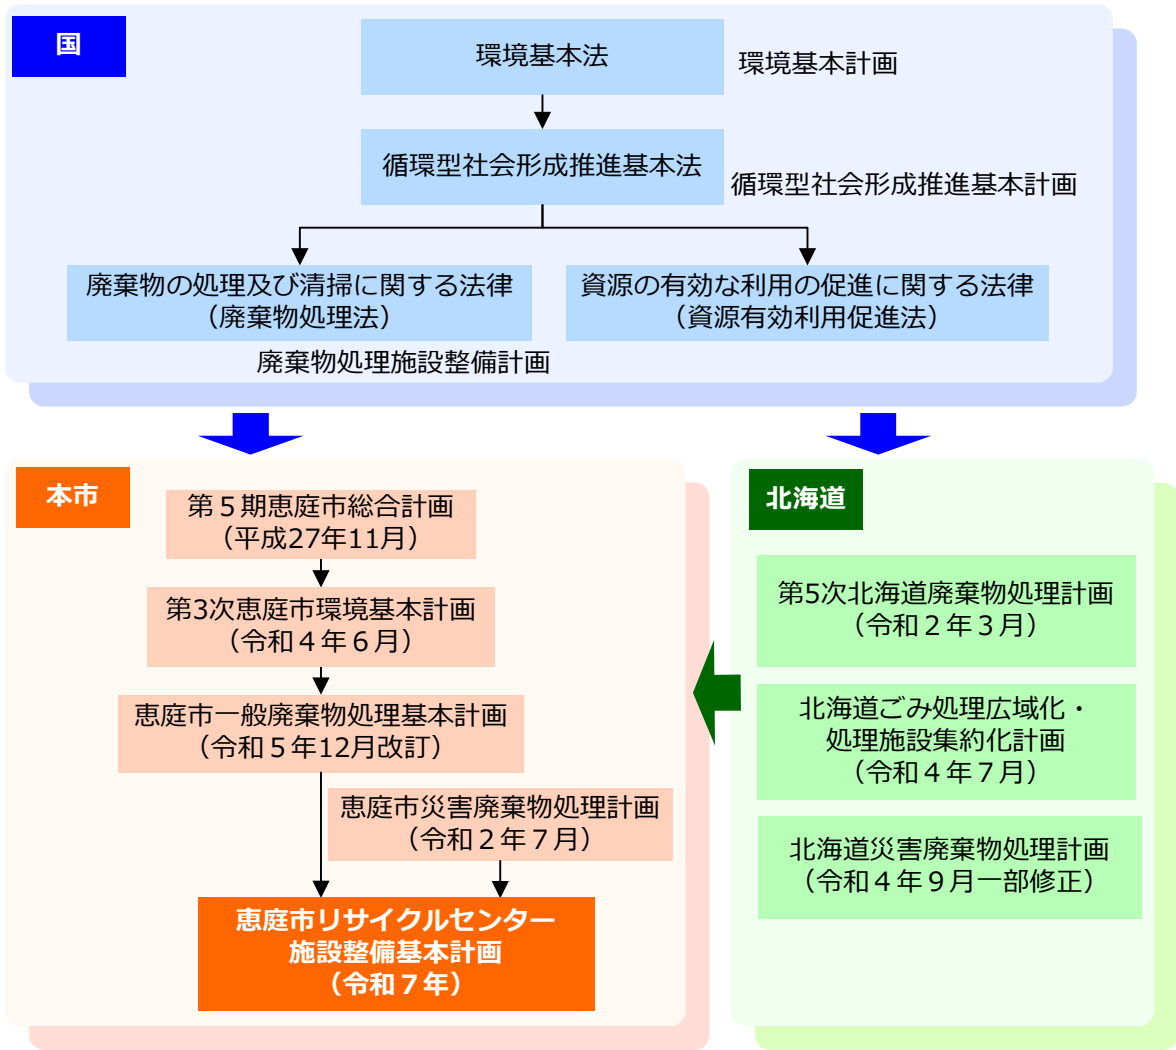 国
環境基本法
環境基本計画
循環型社会形成推進基本法
循環型社会形成推進基本計画
廃棄物の処理及び清掃に関する法律
（廃棄物処理法）
資源の有効な利用の促進に関する法律
（資源有効利用促進法）
廃棄物処理施設整備計画
本市
第５期恵庭市総合計画
（平成27年11月）
第3次恵庭市環境基本計画
（令和４年６月）
恵庭市一般廃棄物処理基本計画
（令和５年12月改訂）
恵庭市災害廃棄物処理計画
（令和２年７月）
恵庭市リサイクルセンター
施設整備基本計画
（令和７年）
北海道
第5次北海道廃棄物処理計画
（令和２年３月）
北海道ごみ処理広域化・
処理施設集約化計画
（令和４年７月）
北海道災害廃棄物処理計画
（令和４年９月一部修正）